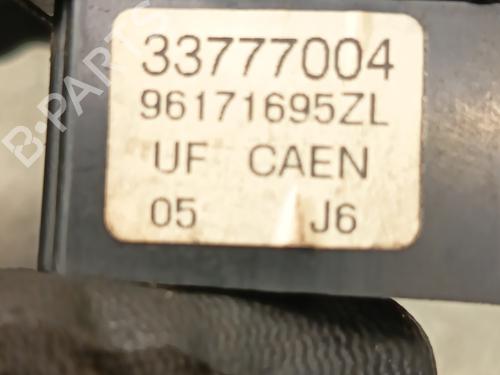 33777004
96171695ZL
UF CAEN
05 J6
B-PARTS